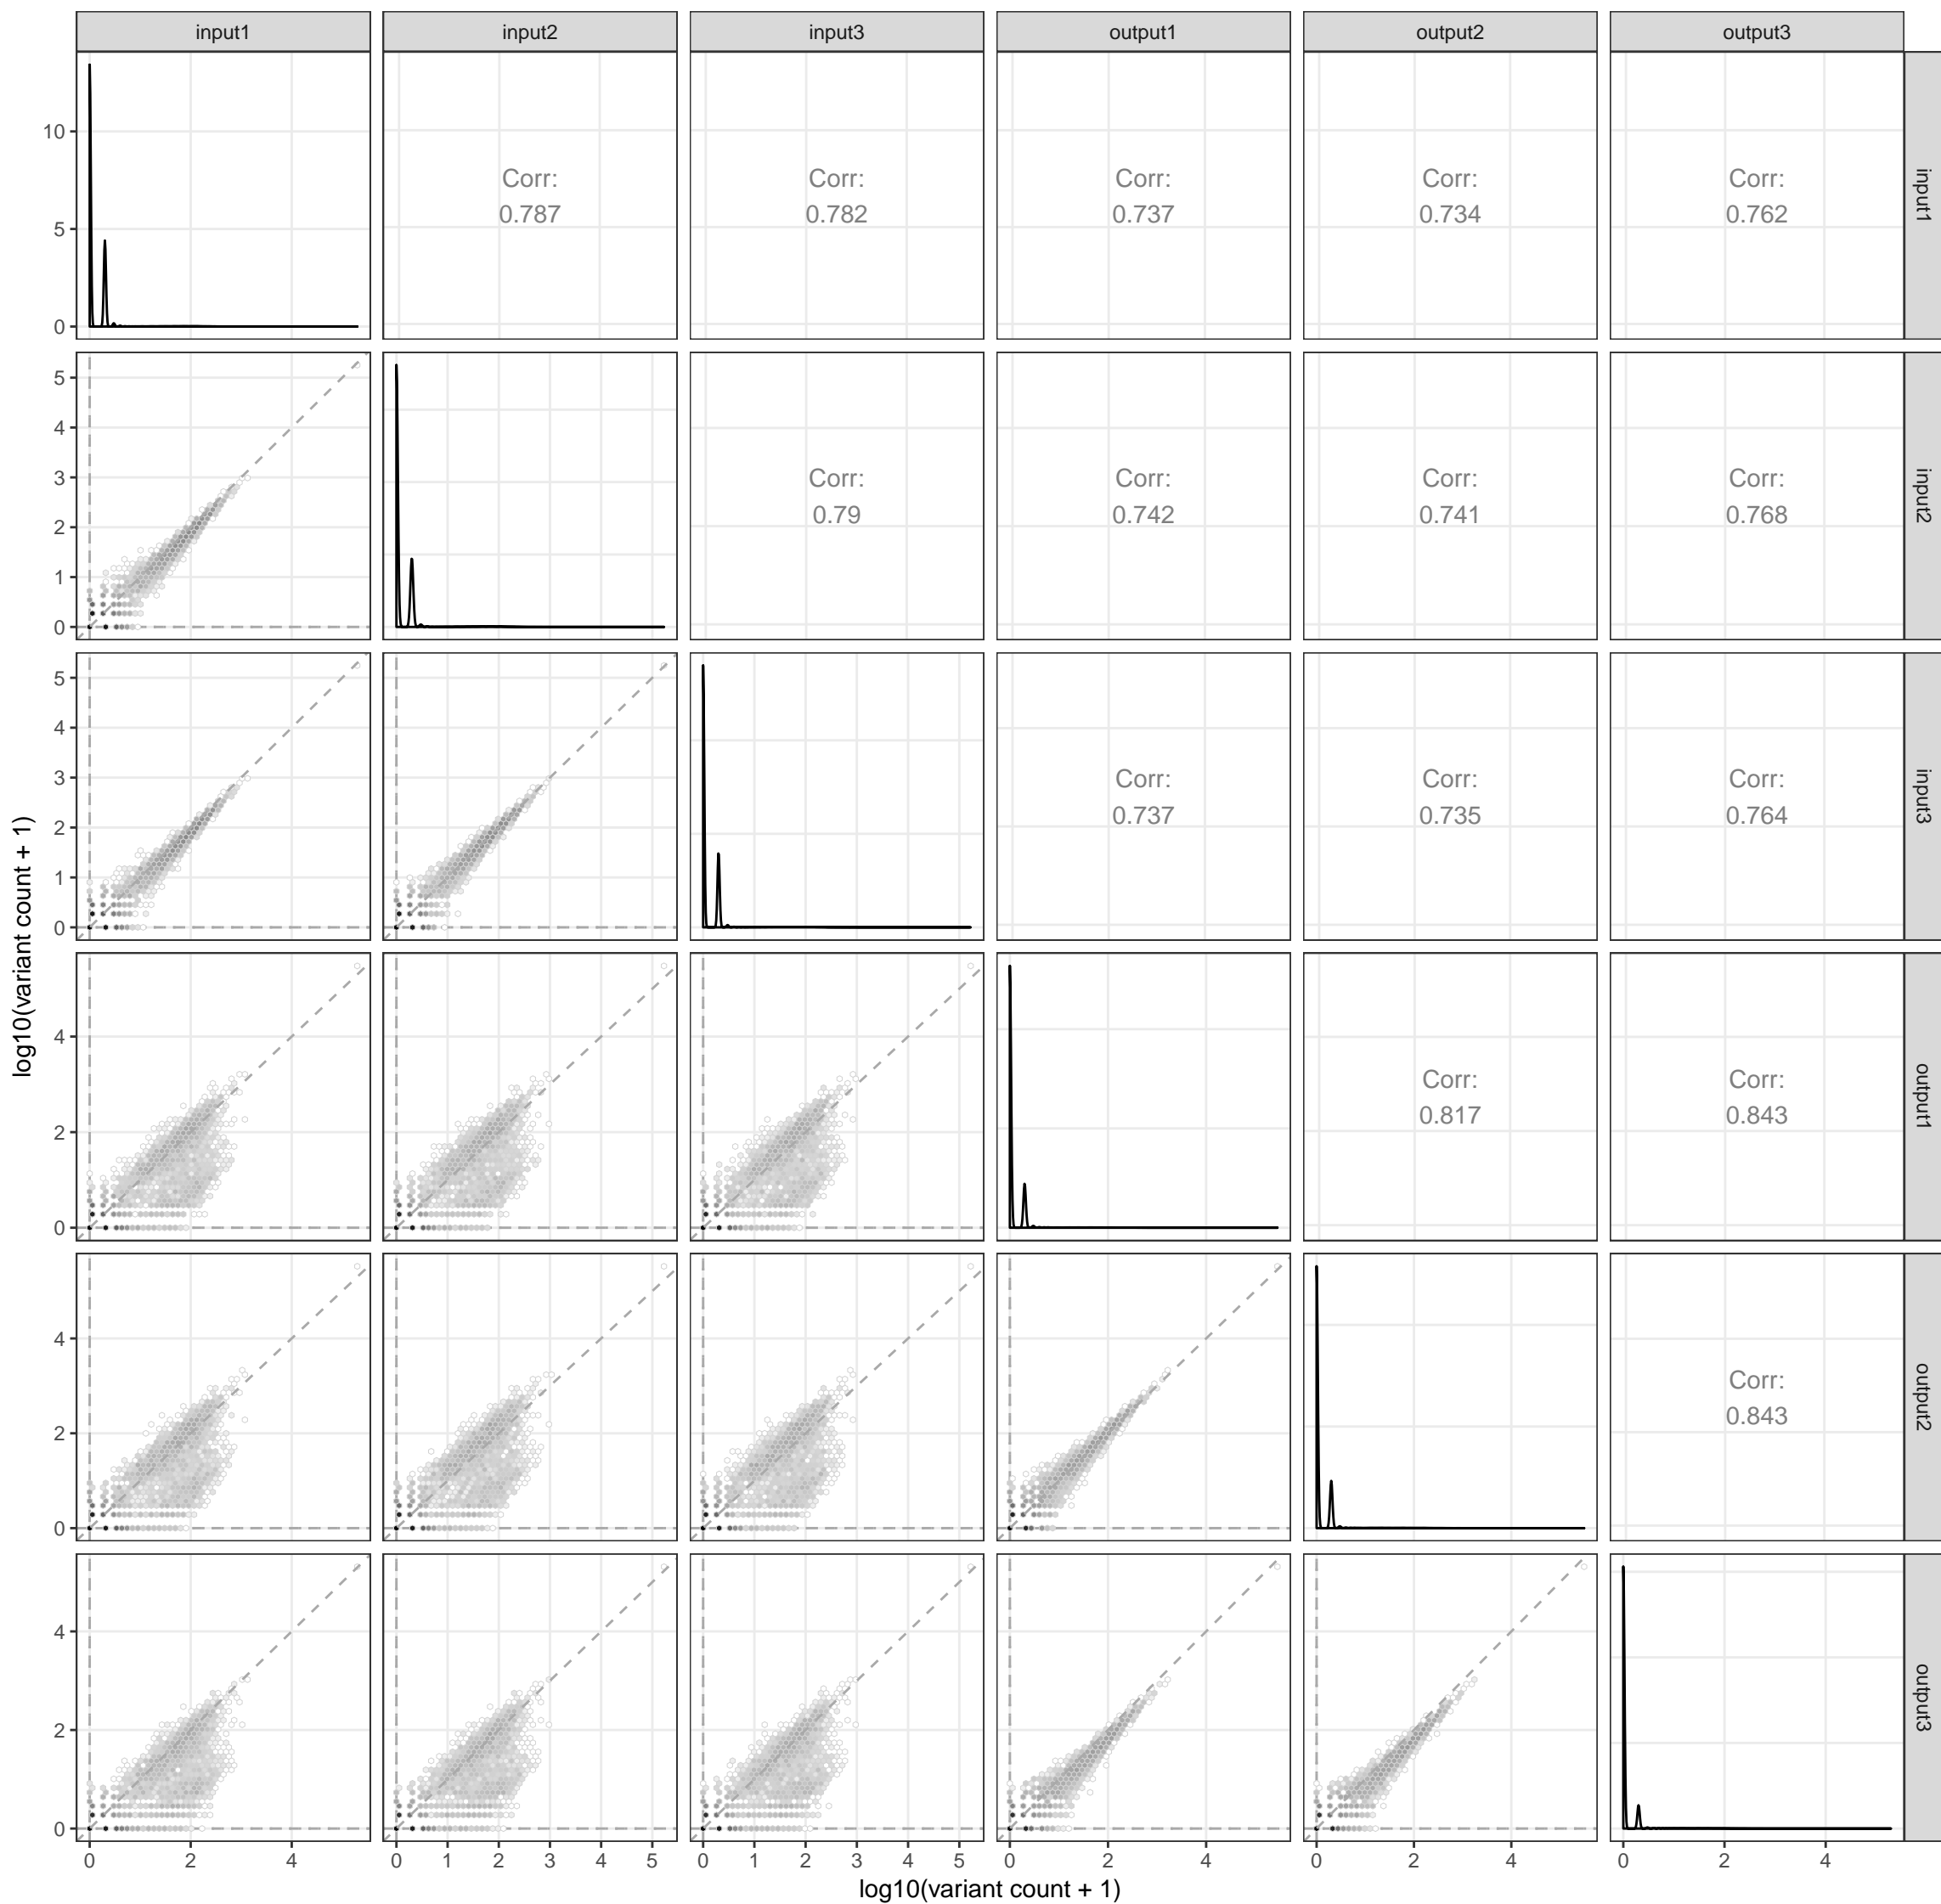 input1 input2 input3 output1 output2 output3
10
5
0
Corr: Corr: Corr: Corr: Corr:
0.787 0.782 0.737 0.734 0.762
input1
5
4
3
2
1
0
Corr: Corr: Corr: Corr:
0.79 0.742 0.741 0.768
input2
5
4
3
2
1
0
Corr: Corr: Corr:
0.737 0.735 0.764
input3
log10(variant count + 1)
4
2
0
Corr: Corr:
0.817 0.843
output1
4
2
0
Corr:
0.843
output2
4
2
0
output3
0 2 4 0 1 2 3 4 5 0 1 2 3 4 5 0 2 4 0 2 4 0 2 4
log10(variant count + 1)